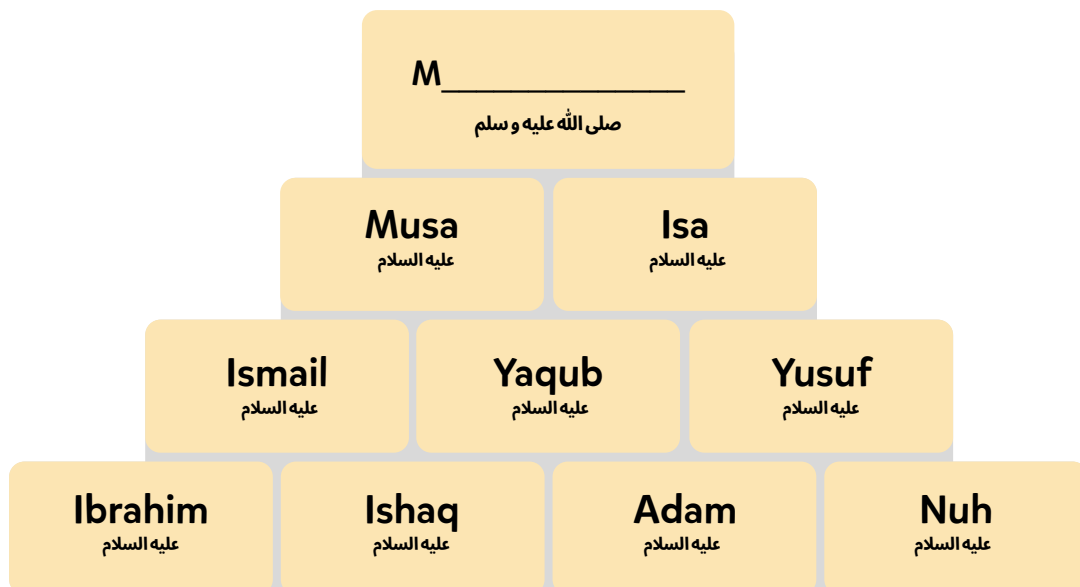 M______________
صلى الله عليه و سلم
Musa
عليه السلام
Isa
عليه السلام
Ismail
عليه السلام
Yaqub
عليه السلام
Yusuf
عليه السلام
Ibrahim
عليه السلام
Ishaq
عليه السلام
Adam
عليه السلام
Nuh
عليه السلام